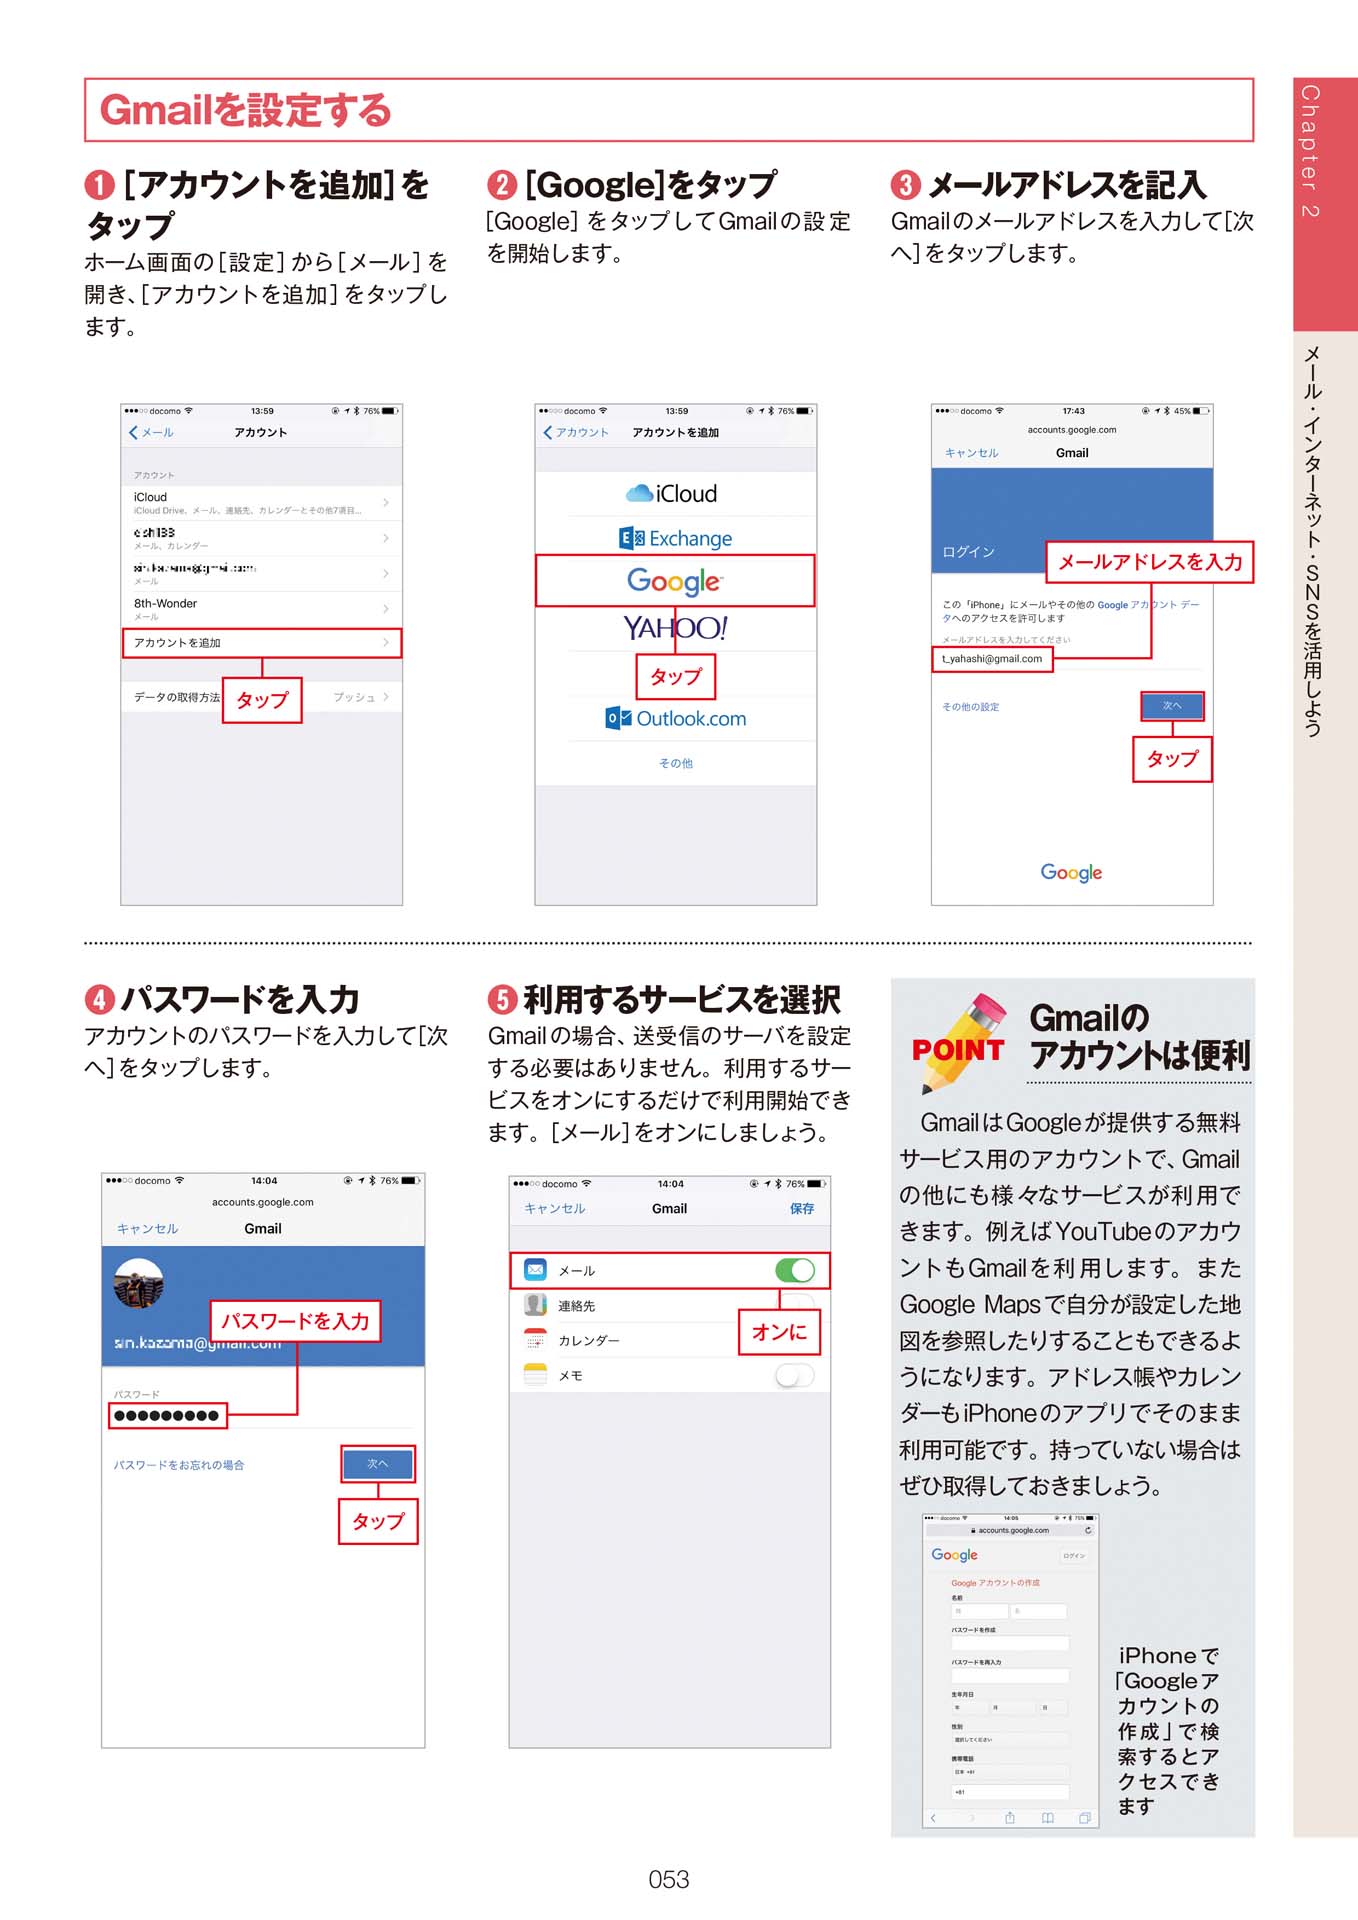 Gmailを設定する
Chapter 2
メール・インターネット・SNSを活用しよう
❶[アカウントを追加]を
タップ
ホーム画面の[設定]から[メール]を
開き、[アカウントを追加]をタップし
ます。
docomo 13:59 76%
メール アカウント
アカウント
iCloud
iCloud Drive、メール、連絡先、カレンダーとその他7項目...
メール、カレンダー
メール
8th-Wonder
メール
アカウントを追加
データの取得方法 プッシュ
タップ
❷[Google]をタップ
[Google]をタップしてGmailの設定
を開始します。
docomo 13:59 76%
アカウント アカウントを追加
iCloud
Exchange
Google
YAHOO!
タップ
Outlook.com
その他
❸メールアドレスを記入
Gmailのメールアドレスを入力して[次
へ]をタップします。
docomo 17:43 45%
accounts.google.com
キャンセル Gmail
ログイン
メールアドレスを入力
この「iPhone」にメールやその他の Google アカウント デー
タへのアクセスを許可します
メールアドレスを入力してください
t_yahashi@gmail.com
その他の設定 次へ
タップ
Google
❹パスワードを入力
アカウントのパスワードを入力して[次
へ]をタップします。
docomo 14:04 76%
accounts.google.com
キャンセル Gmail
パスワードを入力
パスワード
●●●●●●●●●
パスワードをお忘れの場合 次へ
タップ
❺利用するサービスを選択
Gmailの場合、送受信のサーバを設定
する必要はありません。利用するサー
ビスをオンにするだけで利用開始でき
ます。[メール]をオンにしましょう。
docomo 14:04 76%
キャンセル Gmail 保存
メール
連絡先
カレンダー
メモ
オンに
POINT
Gmailの
アカウントは便利
GmailはGoogleが提供する無料
サービス用のアカウントで、Gmail
の他にも様々なサービスが利用で
きます。例えばYouTubeのアカウ
ントもGmailを利用します。また
Google Mapsで自分が設定した地
図を参照したりすることもできるよ
うになります。アドレス帳やカレン
ダーもiPhoneのアプリでそのまま
利用可能です。持っていない場合は
ぜひ取得しておきましょう。
docomo 14:05 75%
accounts.google.com
Google ログイン
Google アカウントの作成
名前
姓 名
パスワードを作成
パスワードを再入力
生年月日
年 月 日
性別
選択してください
携帯電話
日本 +81
+81
iPhoneで
「Googleア
カウントの
作成」で検
索するとア
クセスでき
ます
053